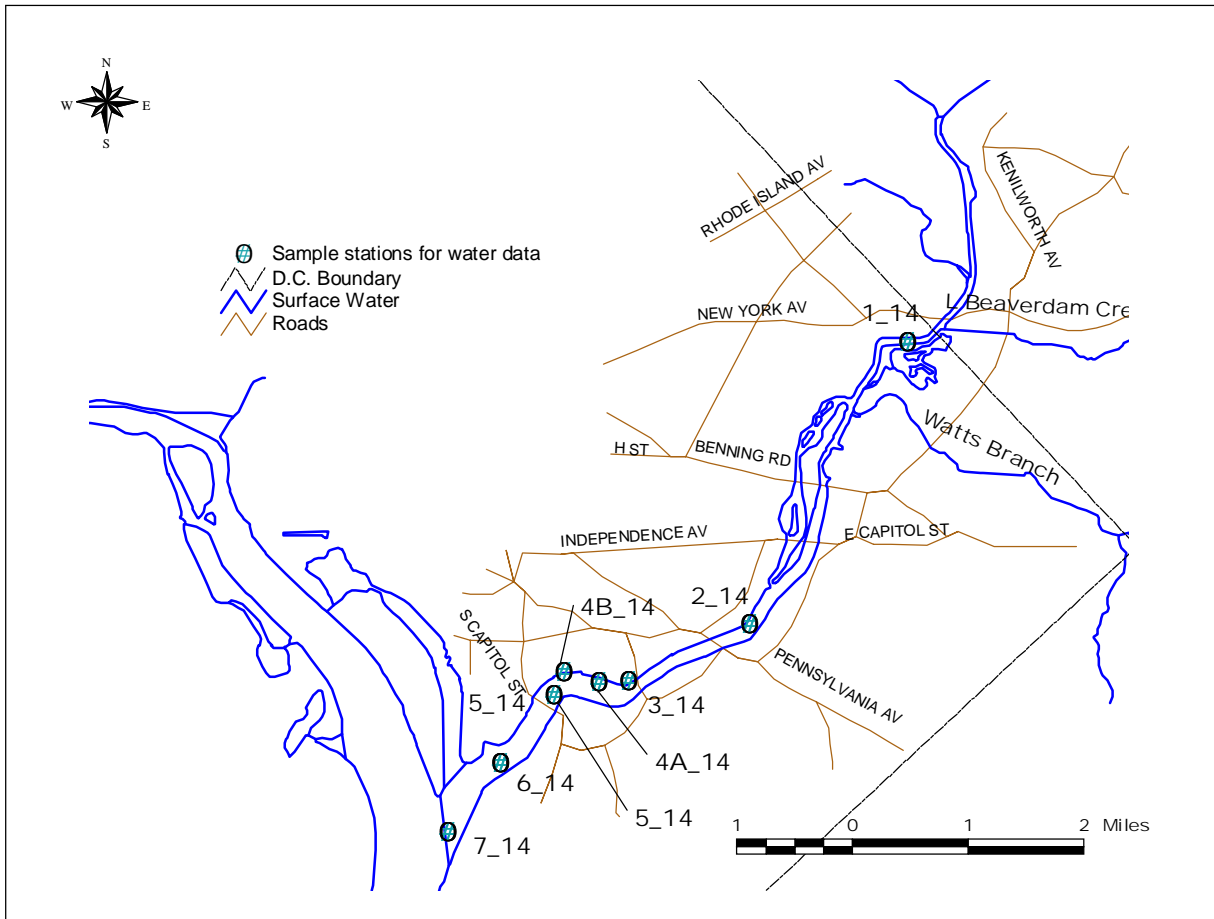 N
W E
S
Sample stations for water data
D.C. Boundary
Surface Water
Roads
RHODE ISLAND AV
KENILWORTH AV
NEW YORK AV
1_14
L Beaverdam Cre
H ST
BENNING RD
Watts Branch
INDEPENDENCE AV
E CAPITOL ST
2_14
4B_14
S CAPITOL ST
PENNSYLVANIA AV
5_14
3_14
4A_14
6_14
5_14
7_14
1 0 1 2 Miles